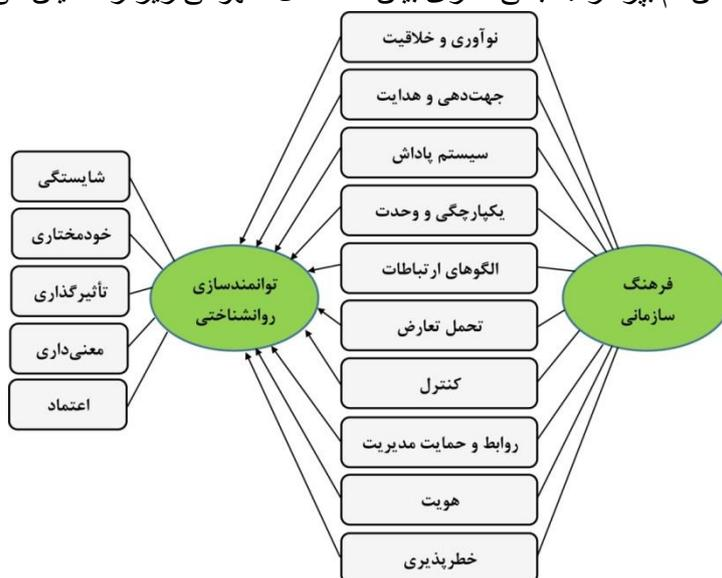 نوآوری و خلاقیت
جهت‌دهی و هدایت
سیستم پاداش
یکپارچگی و وحدت
الگوهای ارتباطات
تحمل تعارض
کنترل
روابط و حمایت مدیریت
هویت
خطرپذیری
فرهنگ
سازمانی
توانمندسازی
روانشناختی
شایستگی
خودمختاری
تأثیرگذاری
معنی‌داری
اعتماد